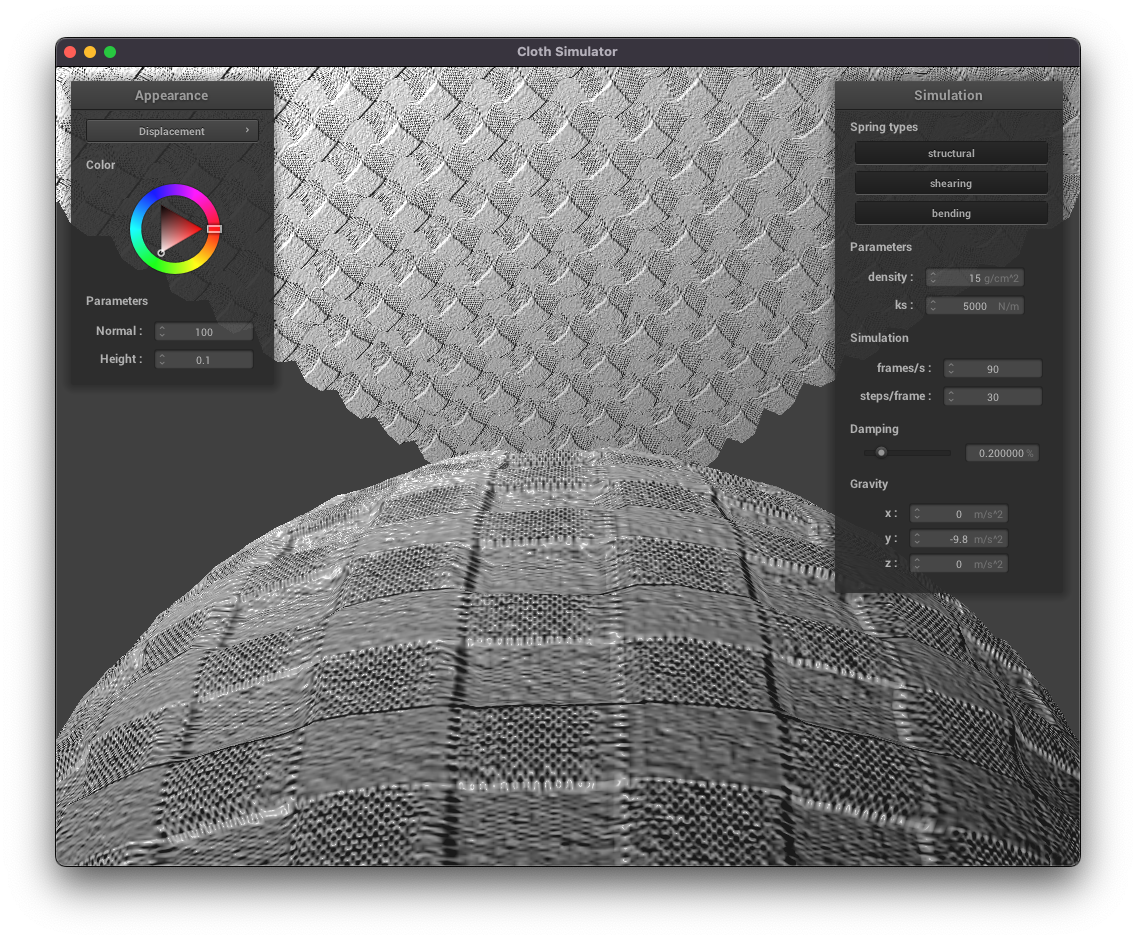 Cloth Simulator
Appearance
Displacement
Color
Parameters
Normal : 100
Height : 0.1
Simulation
Spring types
structural
shearing
bending
Parameters
density : 15 g/cm^2
ks : 5000 N/m
Simulation
frames/s : 90
steps/frame : 30
Damping
0.200000 %
Gravity
x : 0 m/s^2
y : -9.8 m/s^2
z : 0 m/s^2